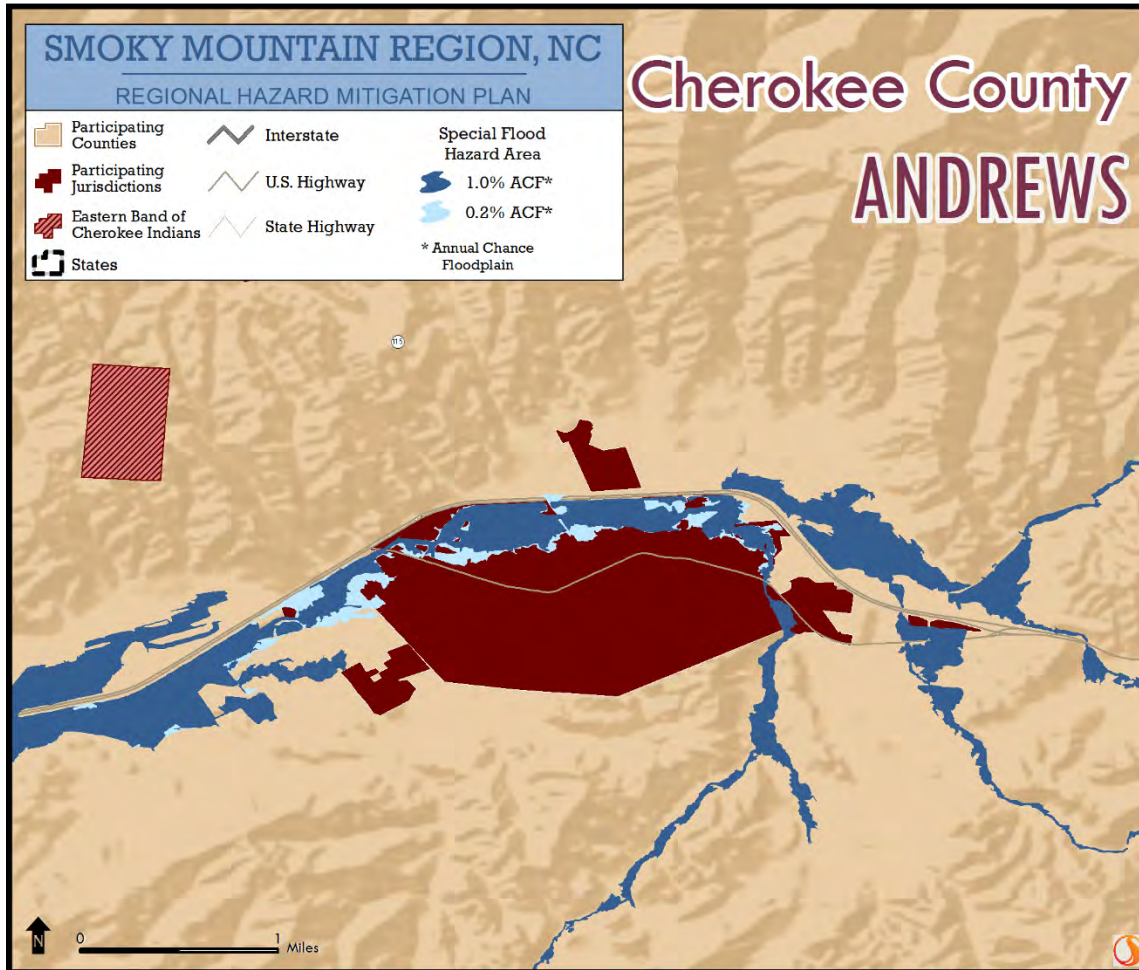 SMOKY MOUNTAIN REGION, NC
REGIONAL HAZARD MITIGATION PLAN
Participating
Counties
Participating
Jurisdictions
Eastern Band of
Cherokee Indians
States
Interstate
U.S. Highway
State Highway
Special Flood
Hazard Area
1.0% ACF*
0.2% ACF*
* Annual Chance
Floodplain
Cherokee County
ANDREWS
115
N
0 1 Miles